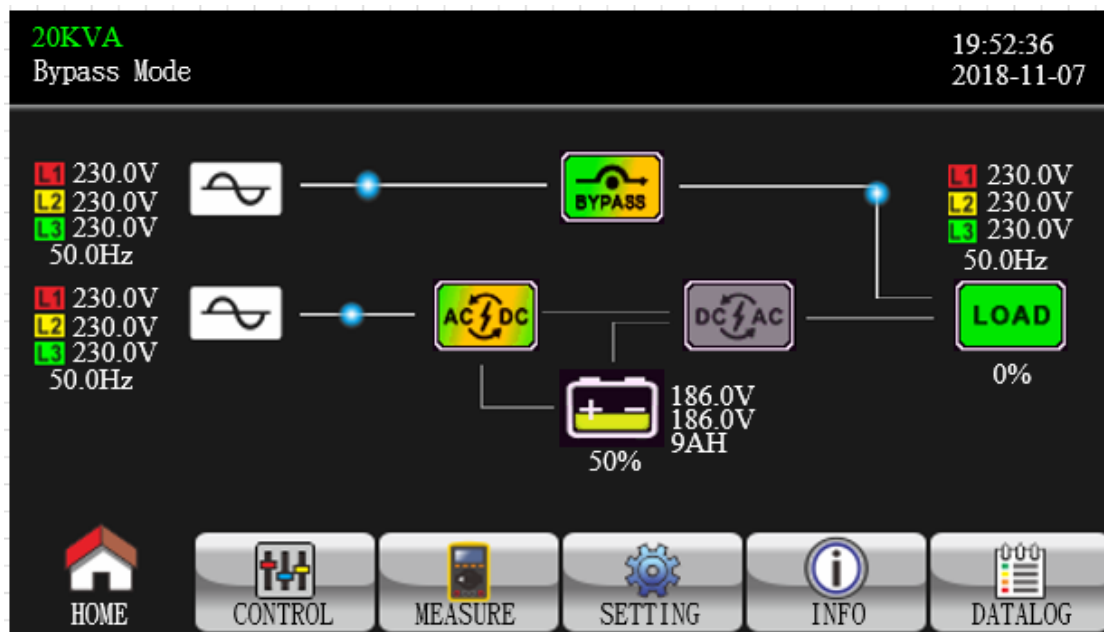 20KVA
Bypass Mode
19:52:36
2018-11-07
L1 230.0V
L2 230.0V
L3 230.0V
50.0Hz
BYPASS
L1 230.0V
L2 230.0V
L3 230.0V
50.0Hz
L1 230.0V
L2 230.0V
L3 230.0V
50.0Hz
AC DC
DC AC
LOAD
0%
186.0V
186.0V
9AH
50%
HOME
CONTROL
MEASURE
SETTING
INFO
DATALOG